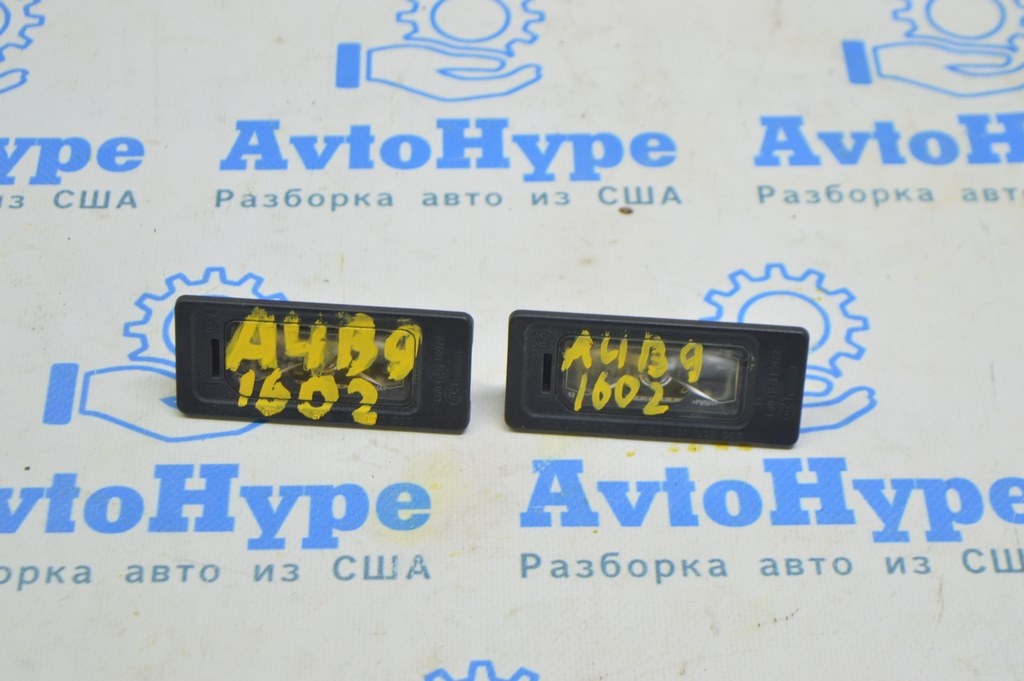 AvtoHype
Разборка авто из США
AvtoHype
Разборка авто
ype
из США
A4B9
1602
A4B9
1602
AvtoHype
Разборка авто из США
vtoHype
орка авто из США